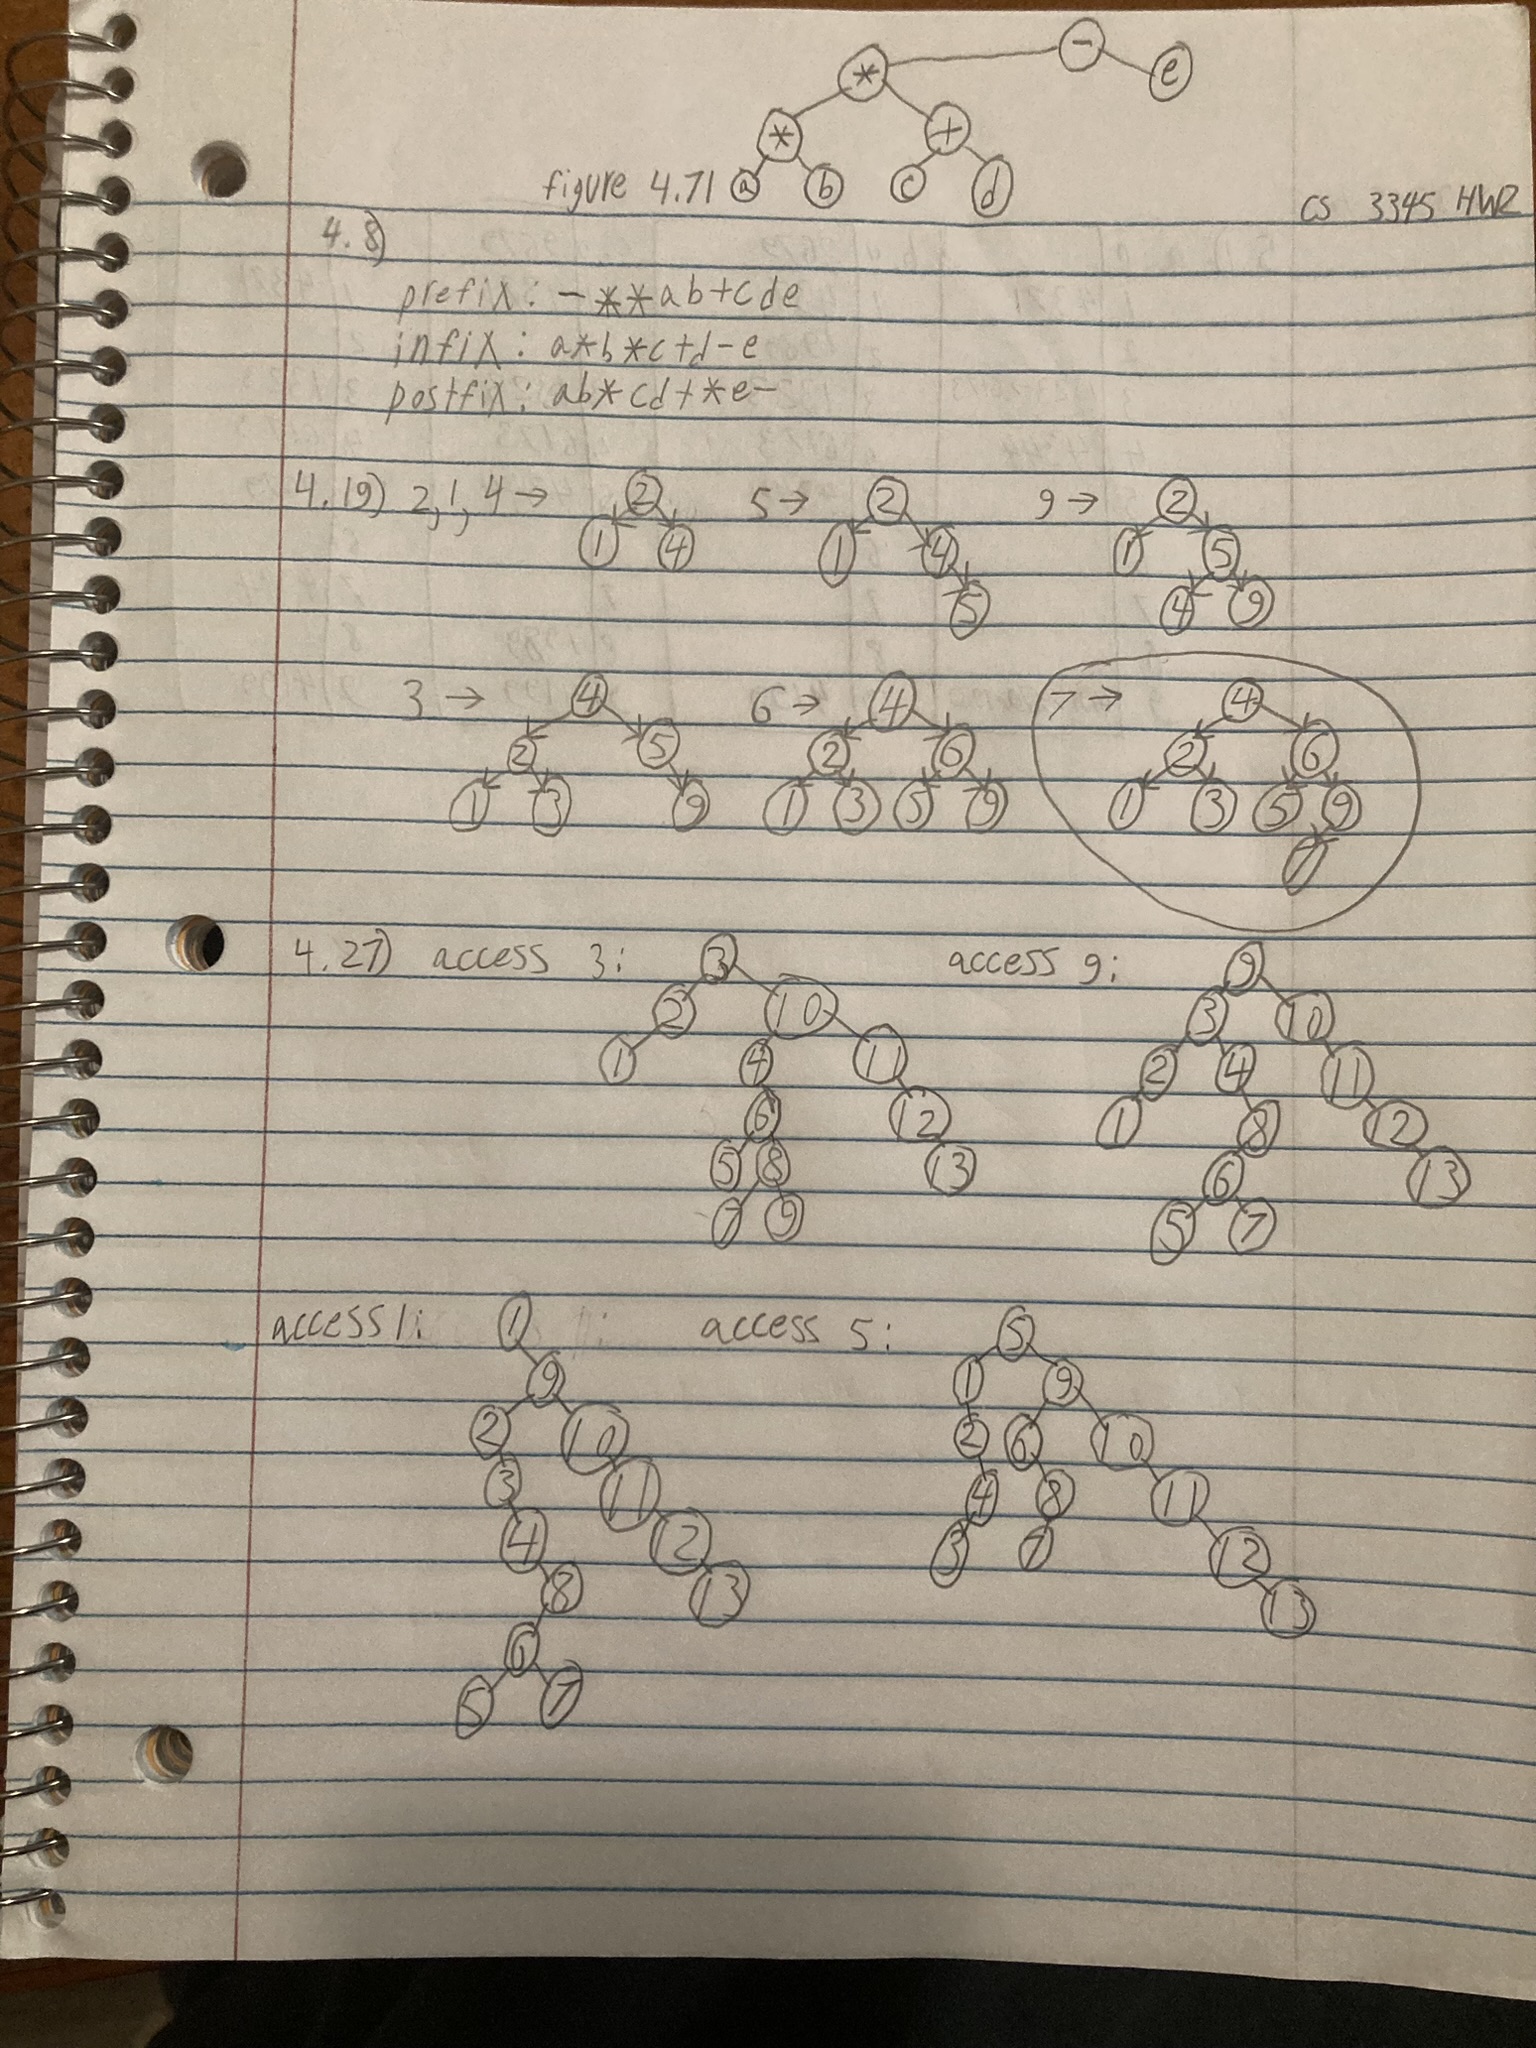 - e
*
* +
figure 4.71 a b c d
CS 3345 HW2
4.8)
prefix: -**ab+cde
infix: a*b*c+d-e
postfix: ab*cd+*e-
4.19) 2,1,4→ 2 5→ 2 9→ 2
1 4 1 4 1 5
5 4 9
3→ 4 6→ 4 7→ 4
2 5 2 6 2 6
1 3 9 1 3 5 9 1 3 5 9
7
4.27) access 3: 3 access 9: 9
2 10 3 10
1 4 11 2 4 11
6 12 1 8 12
5 8 13 6 13
7 9 5 7
access 1: 1 access 5: 5
9 1 9
2 10 2 6 10
3 11 4 8 11
4 12 3 7 12
8 13 13
6
5 7